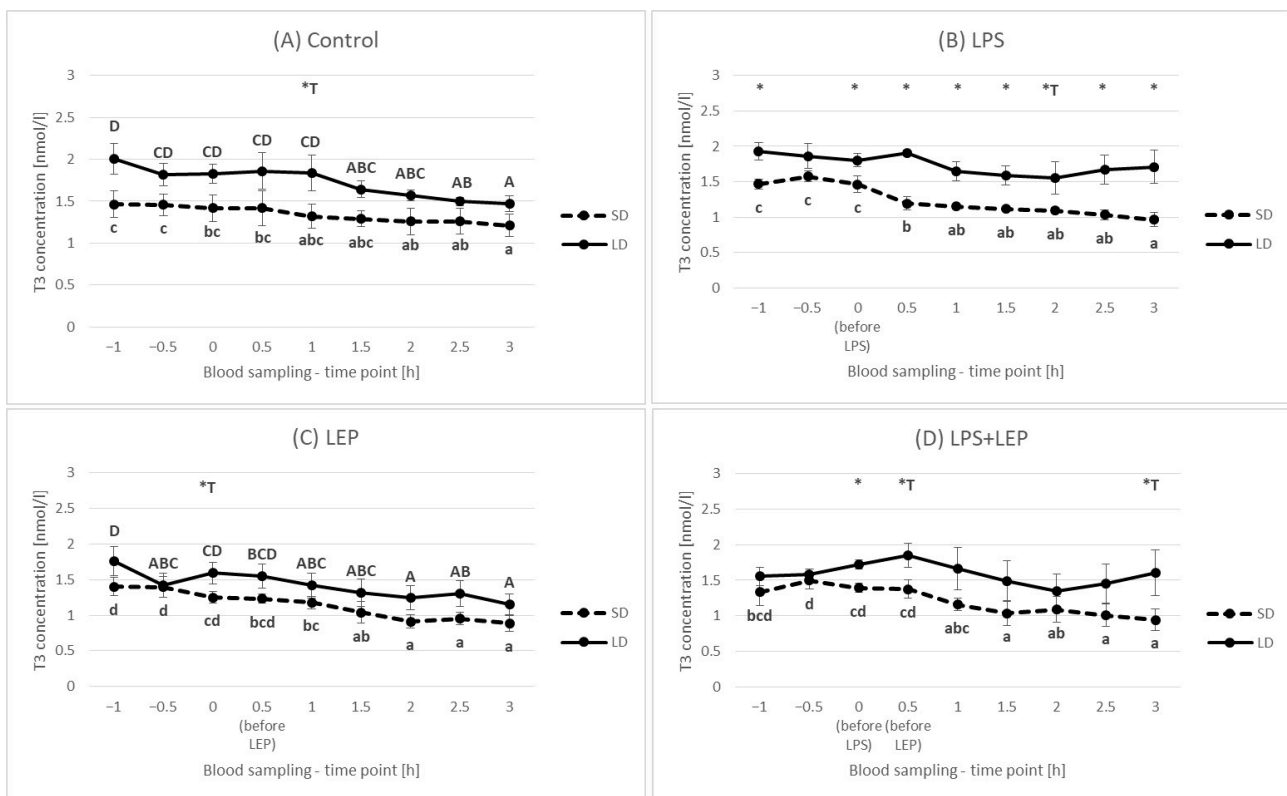 (A) Control
T3 concentration [nmol/l]
3
2.5
2
1.5
1
0.5
0
*T
D CD CD CD CD ABC ABC AB A
c c bc bc abc abc ab ab a
SD
LD
−1 −0.5 0 0.5 1 1.5 2 2.5 3
Blood sampling - time point [h]
(B) LPS
T3 concentration [nmol/l]
3
2.5
2
1.5
1
0.5
0
* * * * * *T * *
c c c b ab ab ab ab a
SD
LD
−1 −0.5 0 0.5 1 1.5 2 2.5 3
(before
LPS)
Blood sampling - time point [h]
(C) LEP
T3 concentration [nmol/l]
3
2.5
2
1.5
1
0.5
0
*T
D ABC CD BCD ABC ABC A AB A
d d cd bcd bc ab a a a
SD
LD
−1 −0.5 0 0.5 1 1.5 2 2.5 3
(before
LEP)
Blood sampling - time point [h]
(D) LPS+LEP
T3 concentration [nmol/l]
3
2.5
2
1.5
1
0.5
0
* *T *T
bcd d cd cd abc a ab a a
SD
LD
−1 −0.5 0 0.5 1 1.5 2 2.5 3
(before (before
LPS) LEP)
Blood sampling - time point [h]